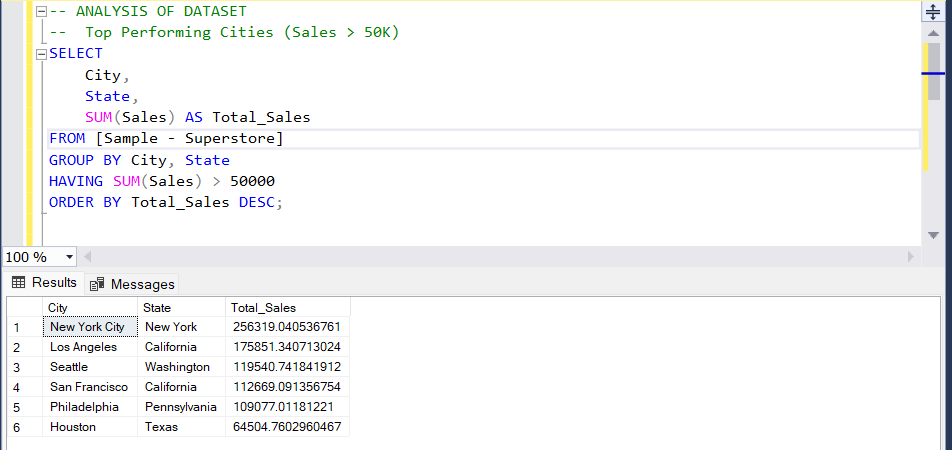 -- ANALYSIS OF DATASET
-- Top Performing Cities (Sales > 50K)
SELECT
City,
State,
SUM(Sales) AS Total_Sales
FROM [Sample - Superstore]
GROUP BY City, State
HAVING SUM(Sales) > 50000
ORDER BY Total_Sales DESC;
100 %
Results Messages
City State Total_Sales
1 New York City New York 256319.040536761
2 Los Angeles California 175851.340713024
3 Seattle Washington 119540.741841912
4 San Francisco California 112669.091356754
5 Philadelphia Pennsylvania 109077.01181221
6 Houston Texas 64504.7602960467